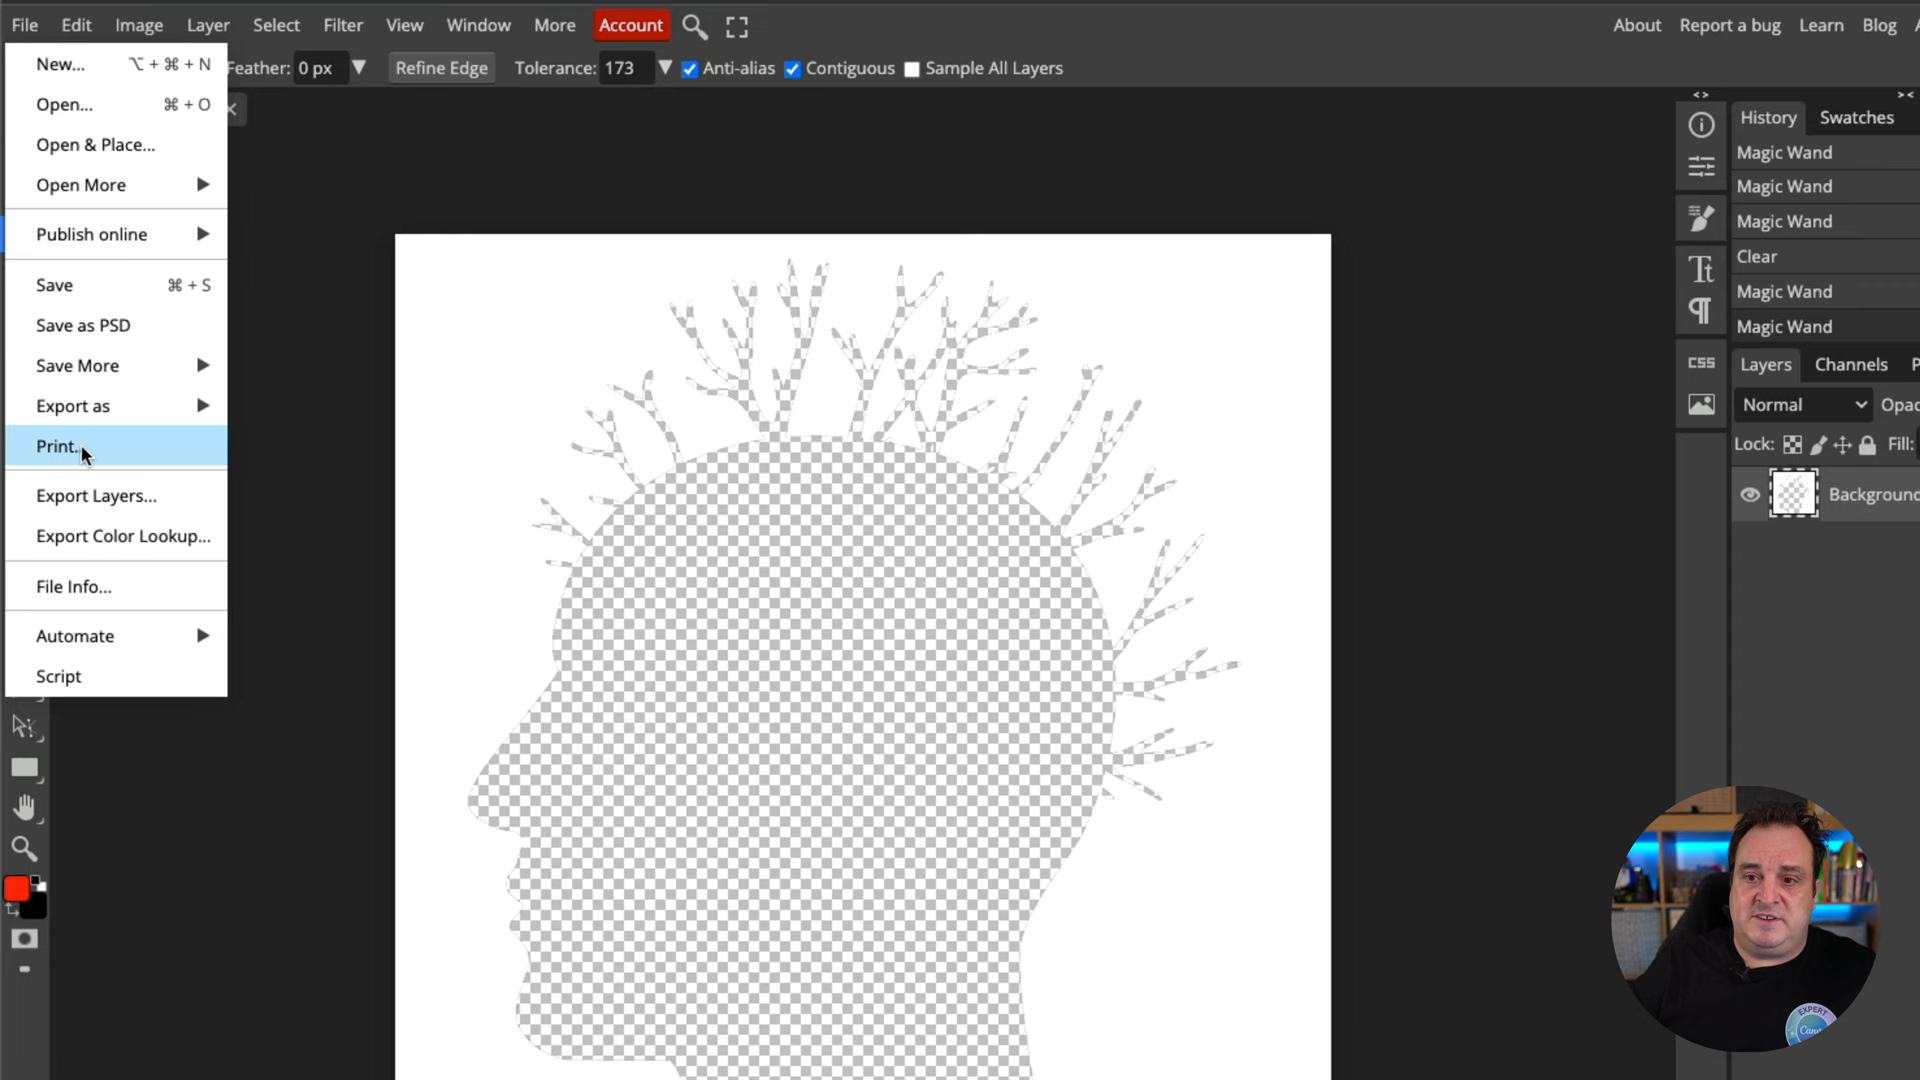 File Edit Image Layer Select Filter View Window More Account
About Report a bug Learn Blog
Feather: 0 px Refine Edge Tolerance: 173 Anti-alias Contiguous Sample All Layers
New... ⌥ + ⌘ + N
Open... ⌘ + O
Open & Place...
Open More
Publish online
Save ⌘ + S
Save as PSD
Save More
Export as
Print...
Export Layers...
Export Color Lookup...
File Info...
Automate
Script
History Swatches
Magic Wand
Magic Wand
Magic Wand
Clear
Magic Wand
Magic Wand
CSS
Layers Channels P
Normal Opac
Lock: Fill:
Background
EXPERT
Canva